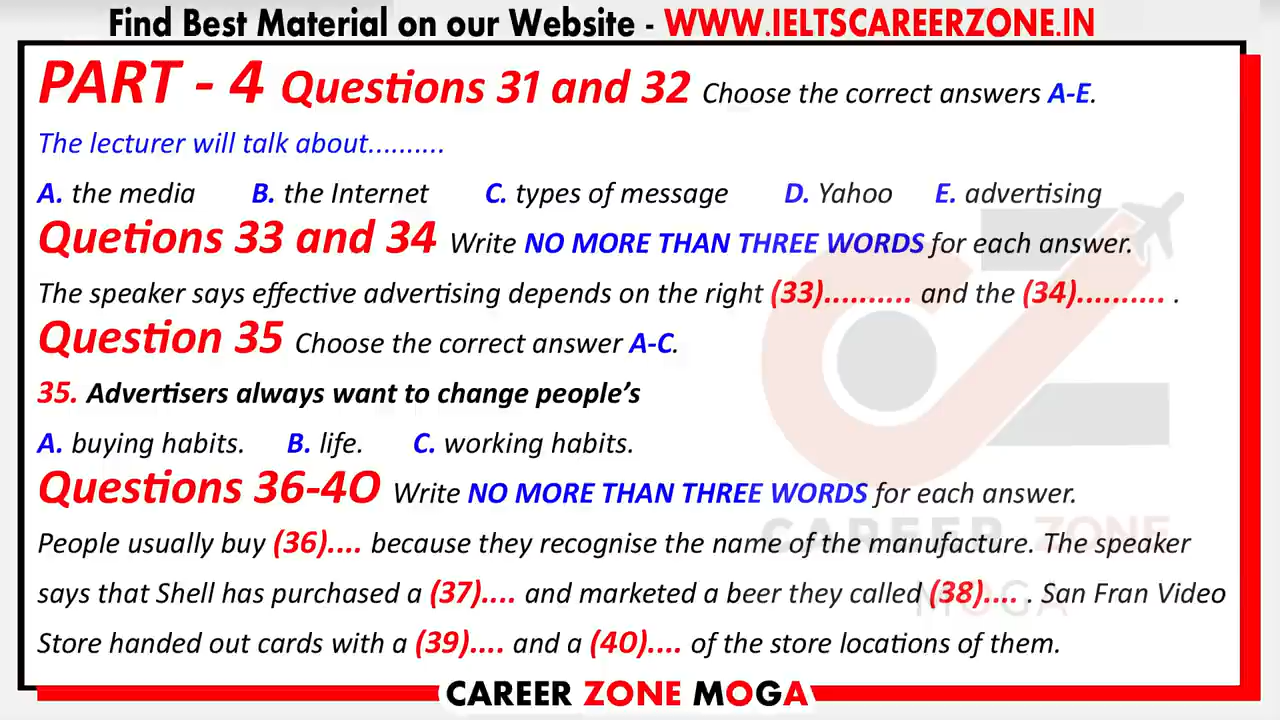 Find Best Material on our Website - WWW.IELTSCAREERZONE.IN
PART - 4 Questions 31 and 32 Choose the correct answers A-E.
The lecturer will talk about..........
A. the media B. the Internet C. types of message D. Yahoo E. advertising
Quetions 33 and 34 Write NO MORE THAN THREE WORDS for each answer.
The speaker says effective advertising depends on the right (33).......... and the (34).......... .
Question 35 Choose the correct answer A-C.
35. Advertisers always want to change people’s
A. buying habits. B. life. C. working habits.
Questions 36-4O Write NO MORE THAN THREE WORDS for each answer.
CAREER ZONE
People usually buy (36).... because they recognise the name of the manufacture. The speaker
says that Shell has purchased a (37).... and marketed a beer they called (38).... . San Fran Video
MOGA
Store handed out cards with a (39).... and a (40).... of the store locations of them.
CAREER ZONE MOGA